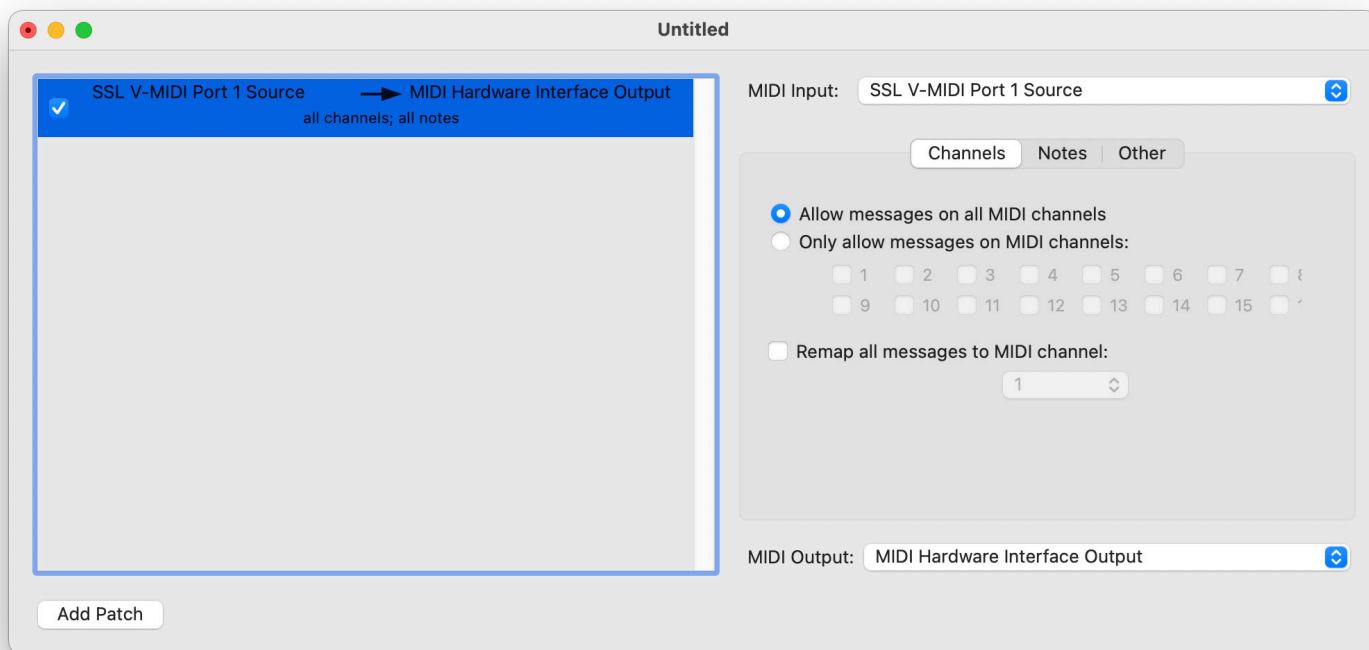 Untitled
SSL V-MIDI Port 1 Source MIDI Hardware Interface Output
all channels; all notes
MIDI Input: SSL V-MIDI Port 1 Source
Channels Notes Other
Allow messages on all MIDI channels
Only allow messages on MIDI channels:
1 2 3 4 5 6 7
9 10 11 12 13 14 15
Remap all messages to MIDI channel:
1
MIDI Output: MIDI Hardware Interface Output
Add Patch